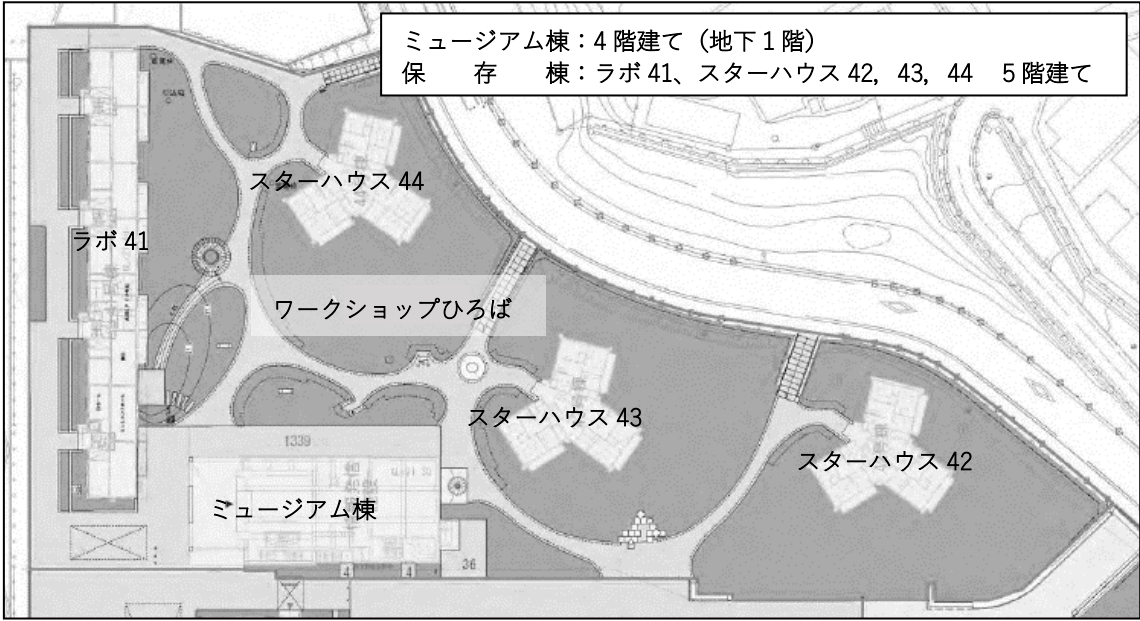 ミュージアム棟：4階建て（地下1階）
保　存　棟：ラボ41、スターハウス42，43，44　5階建て
スターハウス44
ラボ41
ワークショップひろば
スターハウス43
スターハウス42
1339
ミュージアム棟
36
4
4